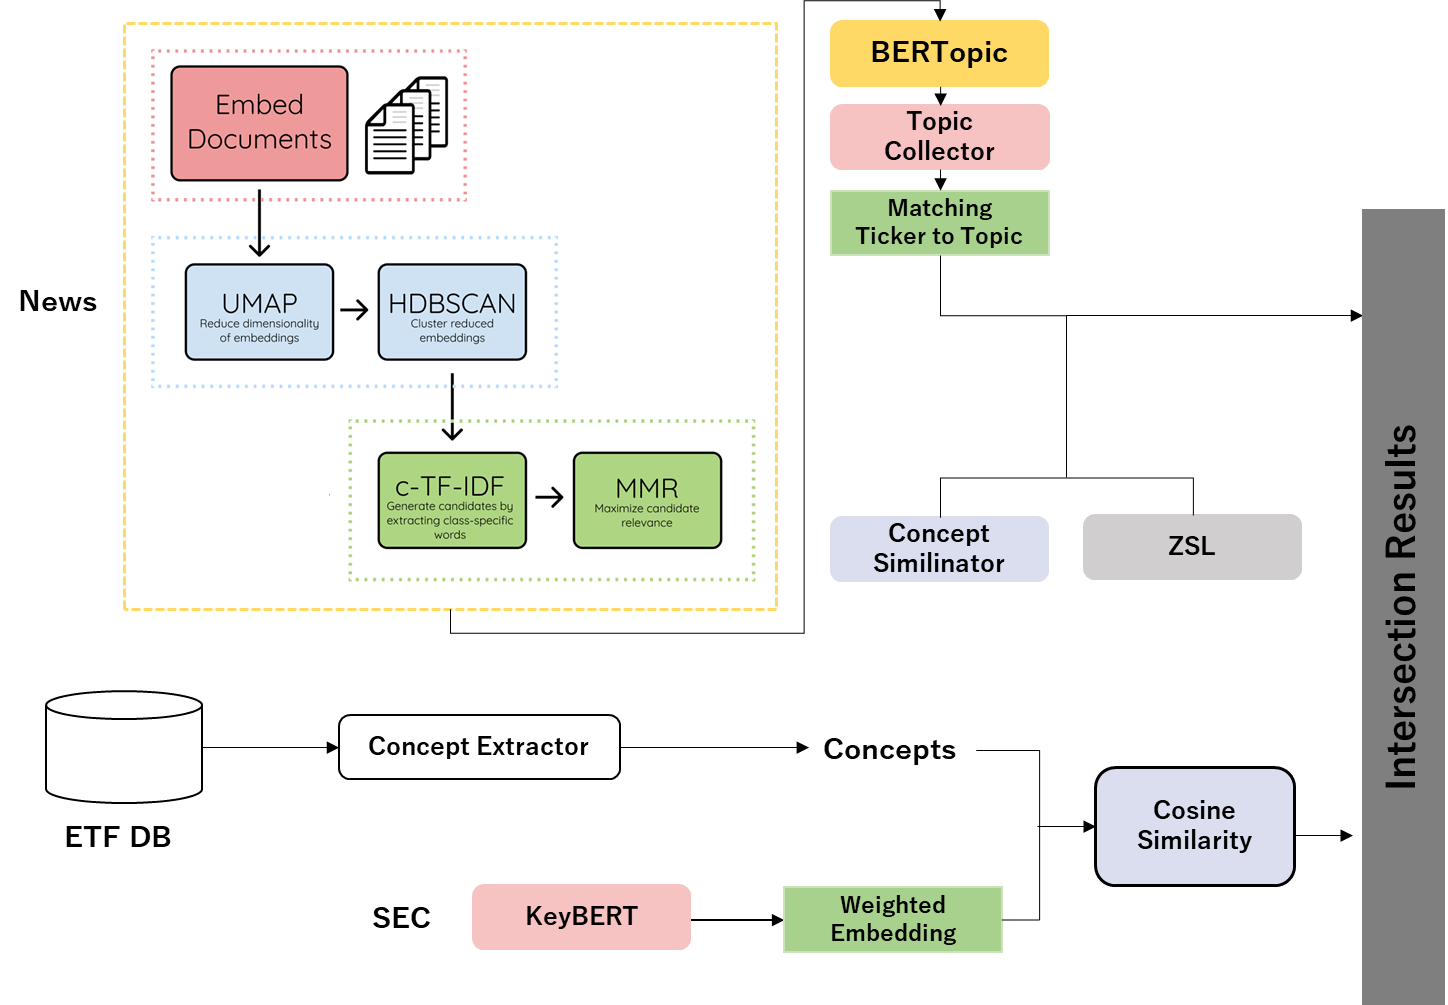 Embed
Documents
News
UMAP
Reduce dimensionality
of embeddings
HDBSCAN
Cluster reduced
embeddings
c-TF-IDF
Generate candidates by
extracting class-specific
words
MMR
Maximize candidate
relevance
BERTopic
Topic
Collector
Matching
Ticker to Topic
Concept
Similinator
ZSL
Intersection Results
ETF DB
Concept Extractor
Concepts
SEC
KeyBERT
Weighted
Embedding
Cosine
Similarity